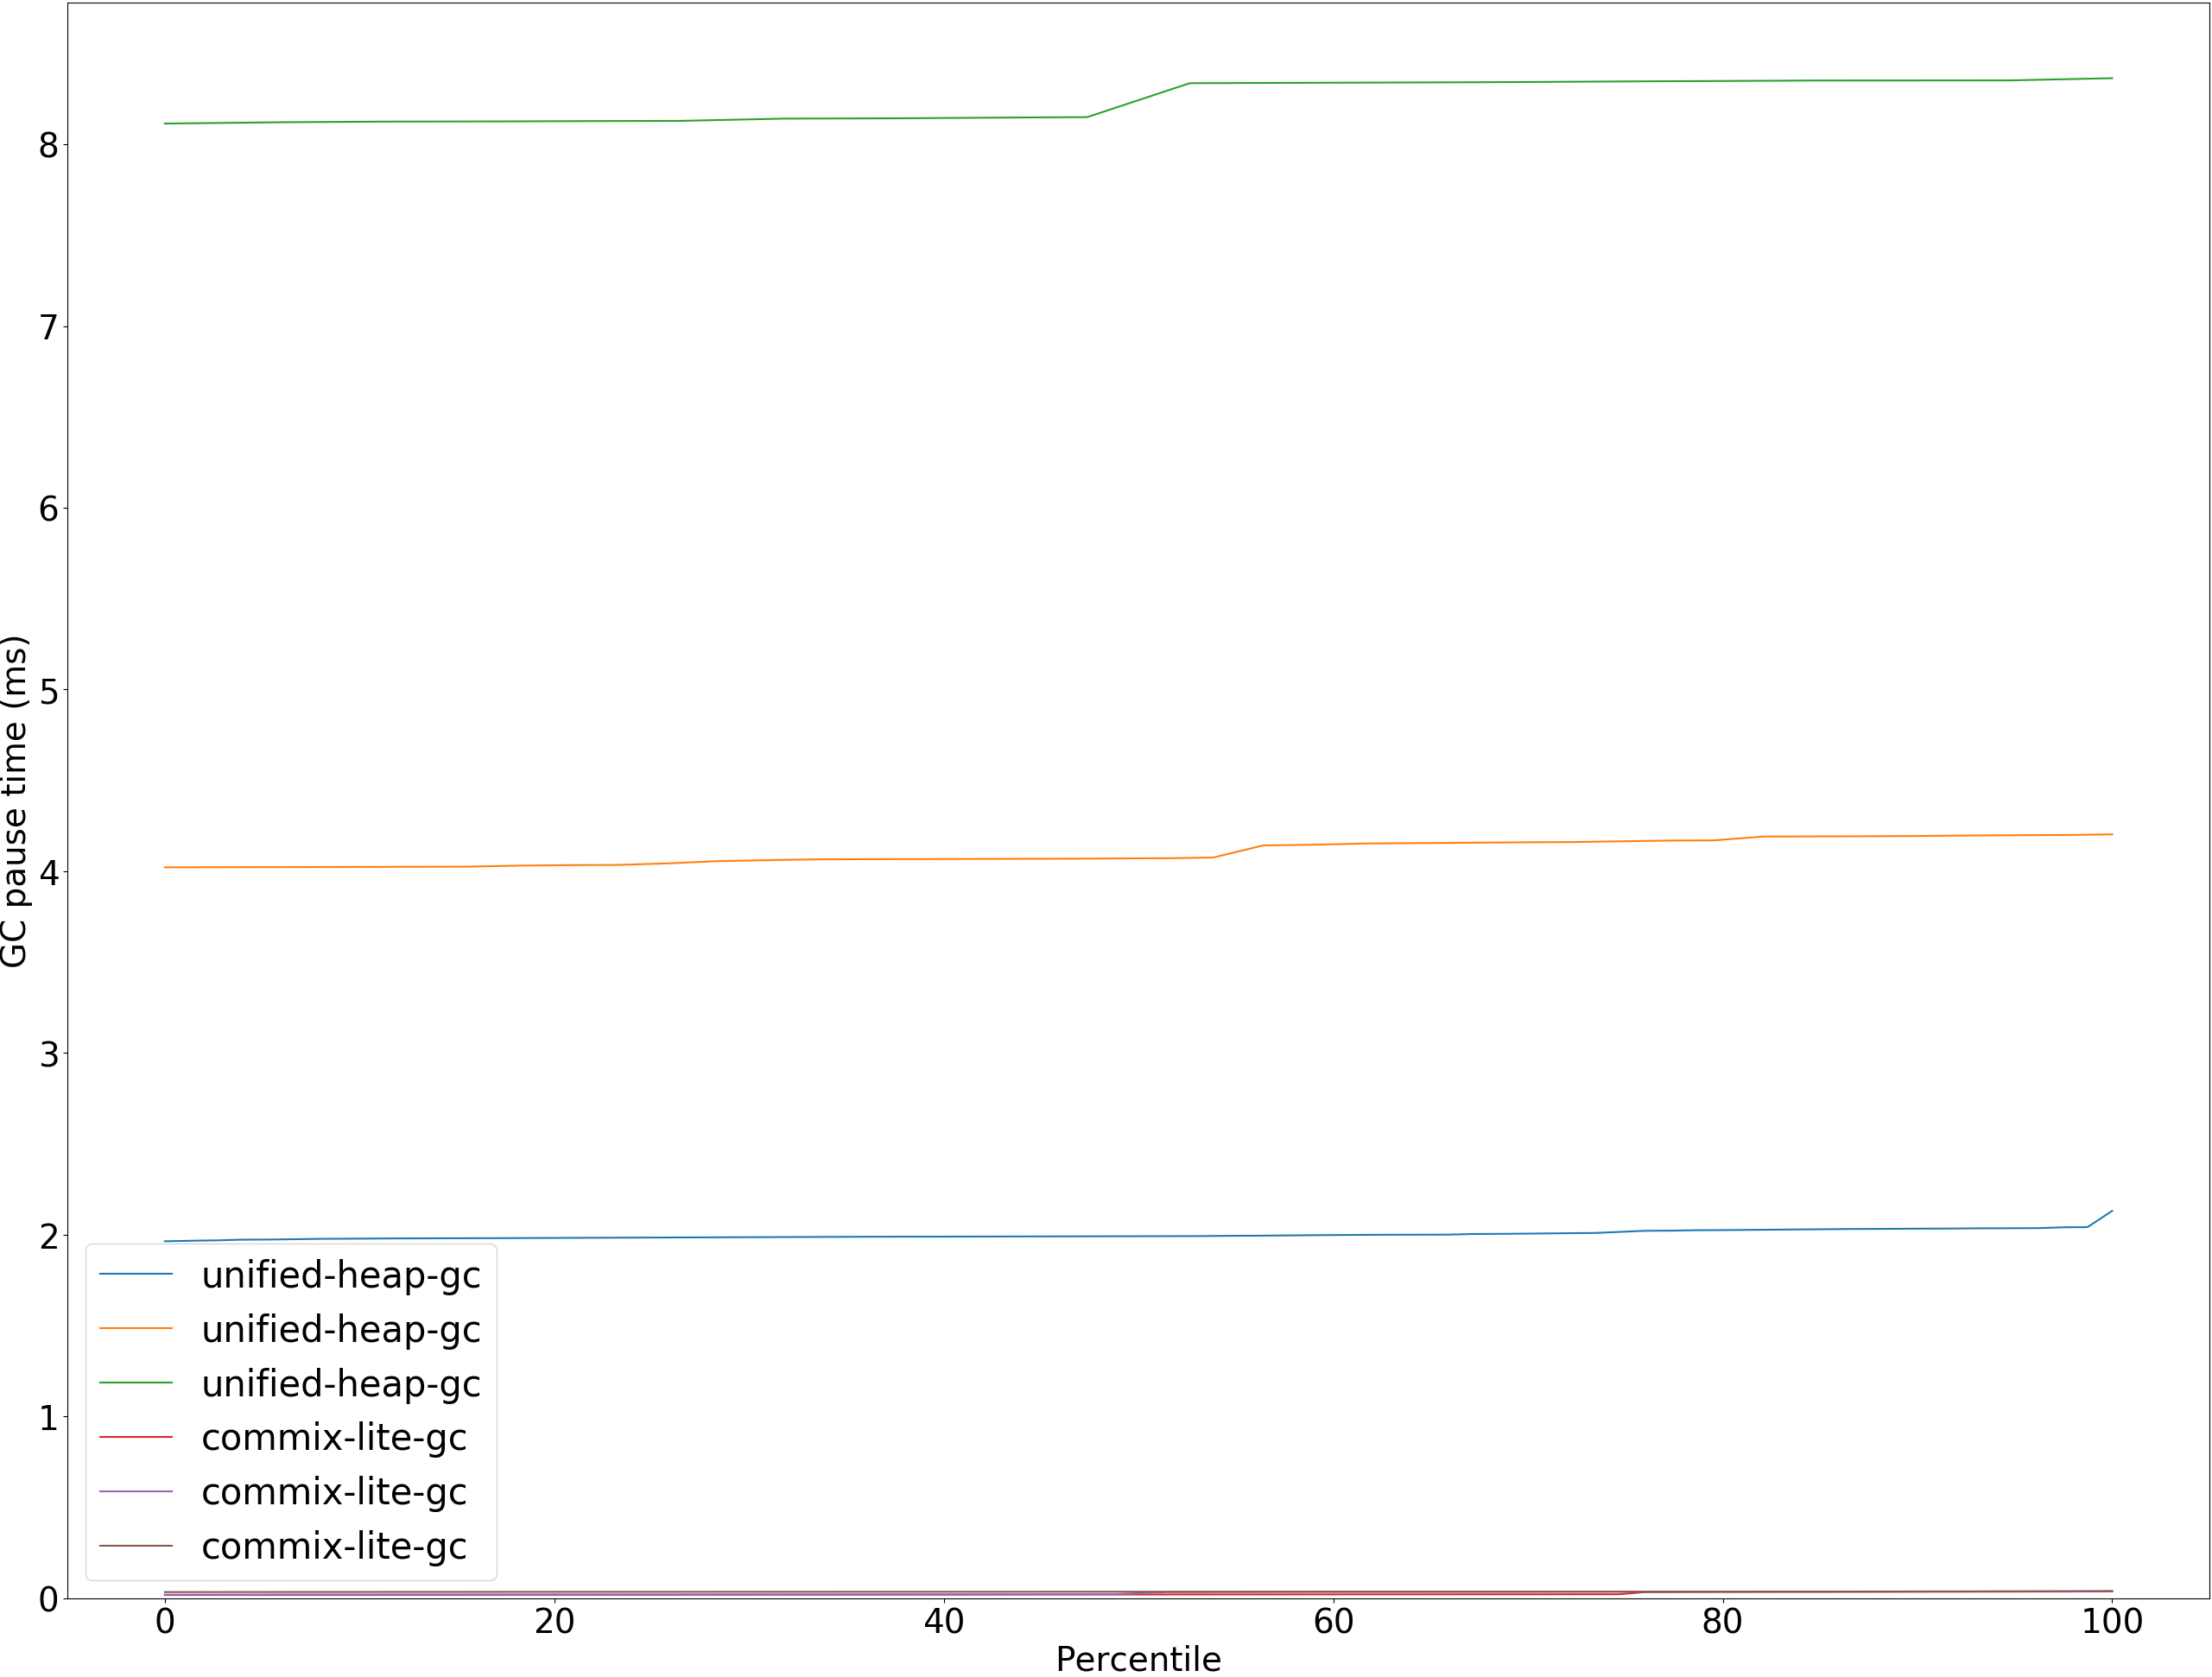 GC pause time (ms)
8
7
6
5
4
3
2
1
0
unified-heap-gc
unified-heap-gc
unified-heap-gc
commix-lite-gc
commix-lite-gc
commix-lite-gc
0 20 40 60 80 100
Percentile